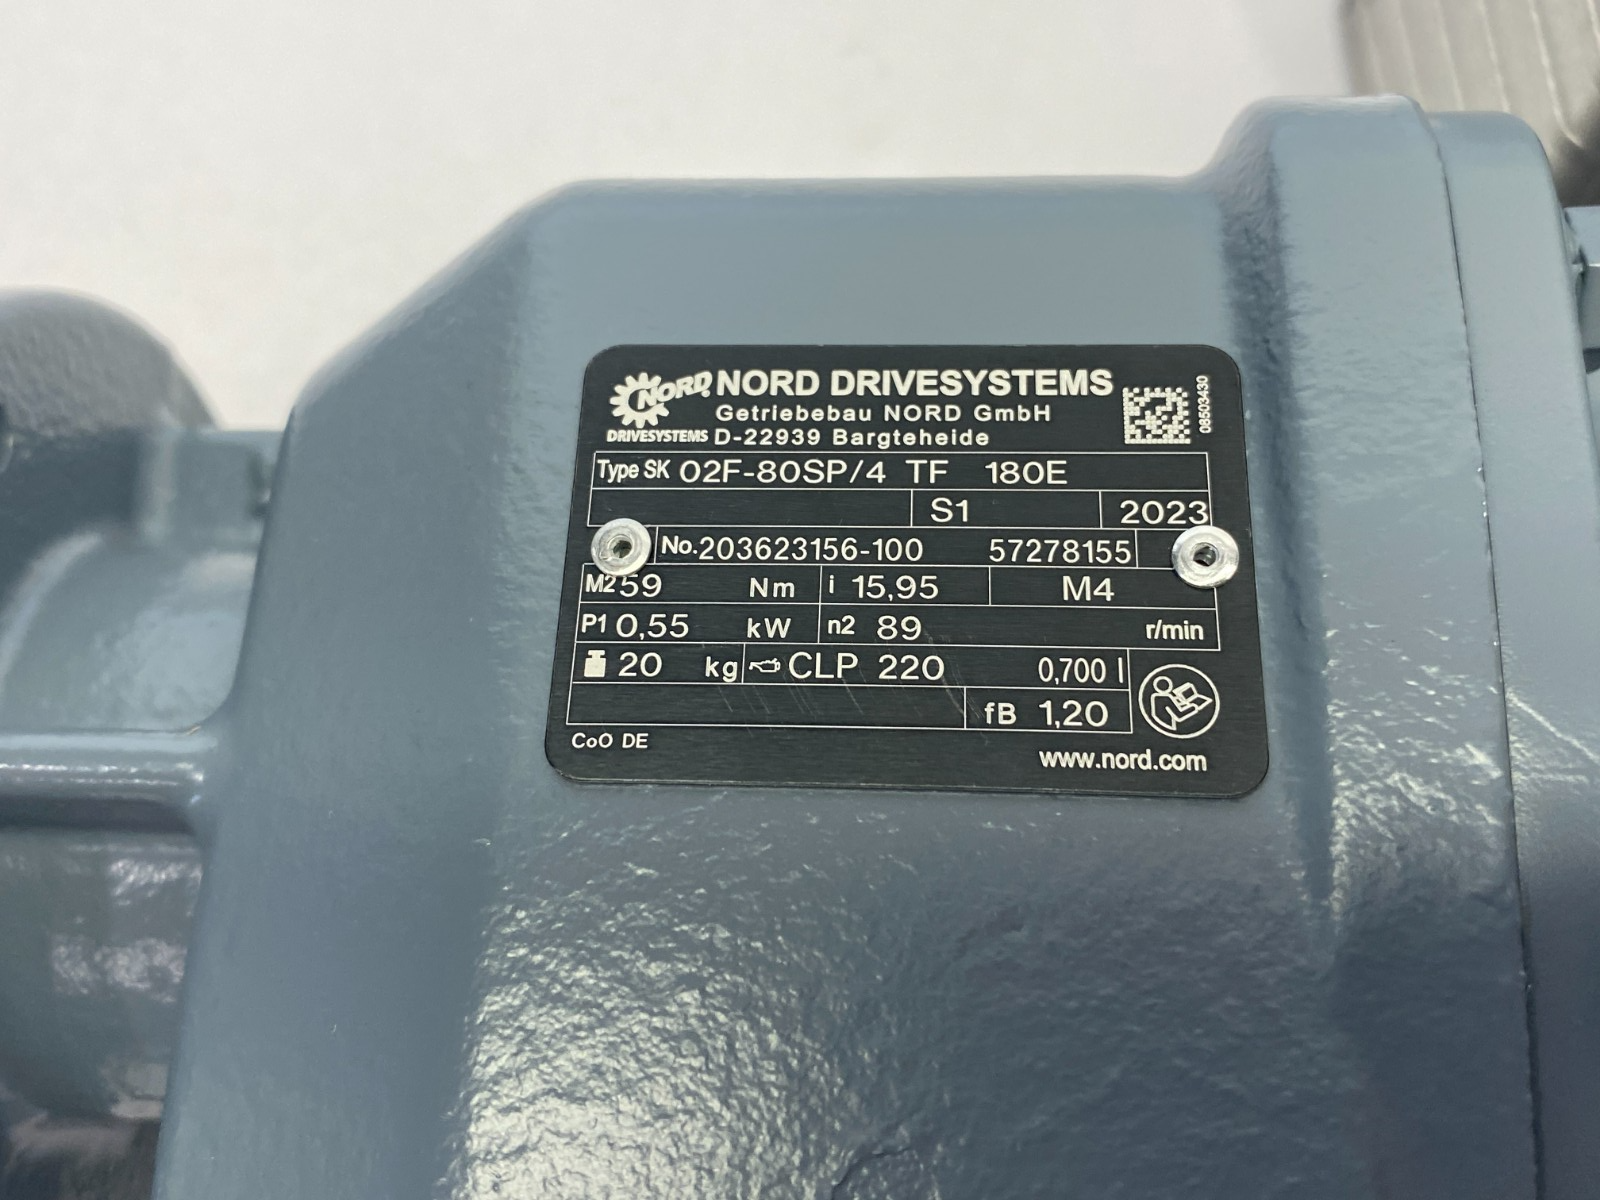 NORD NORD DRIVESYSTEMS
Getriebebau NORD GmbH
DRIVESYSTEMS D-22939 Bargteheide
08503430
Type SK 02F-80SP/4 TF 180E
S1 2023
No. 203623156-100 57278155
M2 59 Nm i 15,95 M4
P1 0,55 kW n2 89 r/min
20 kg CLP 220 0,700 l
fB 1,20
CoO DE
www.nord.com